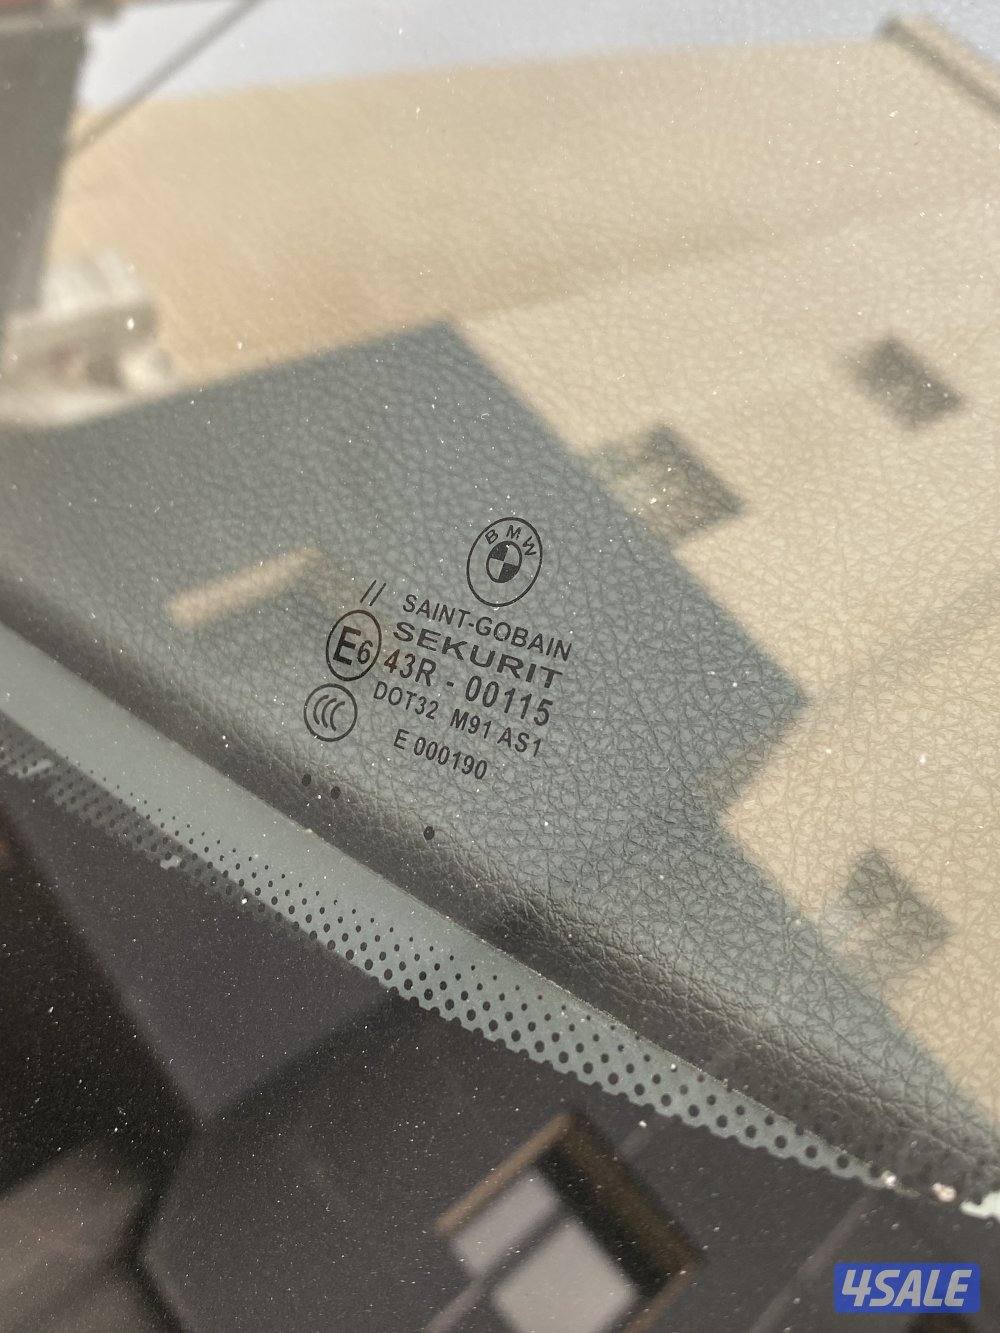 BMW
//
SAINT-GOBAIN
SEKURIT
E6 43R - 00115
DOT32 M91 AS1
E 000190
4SALE